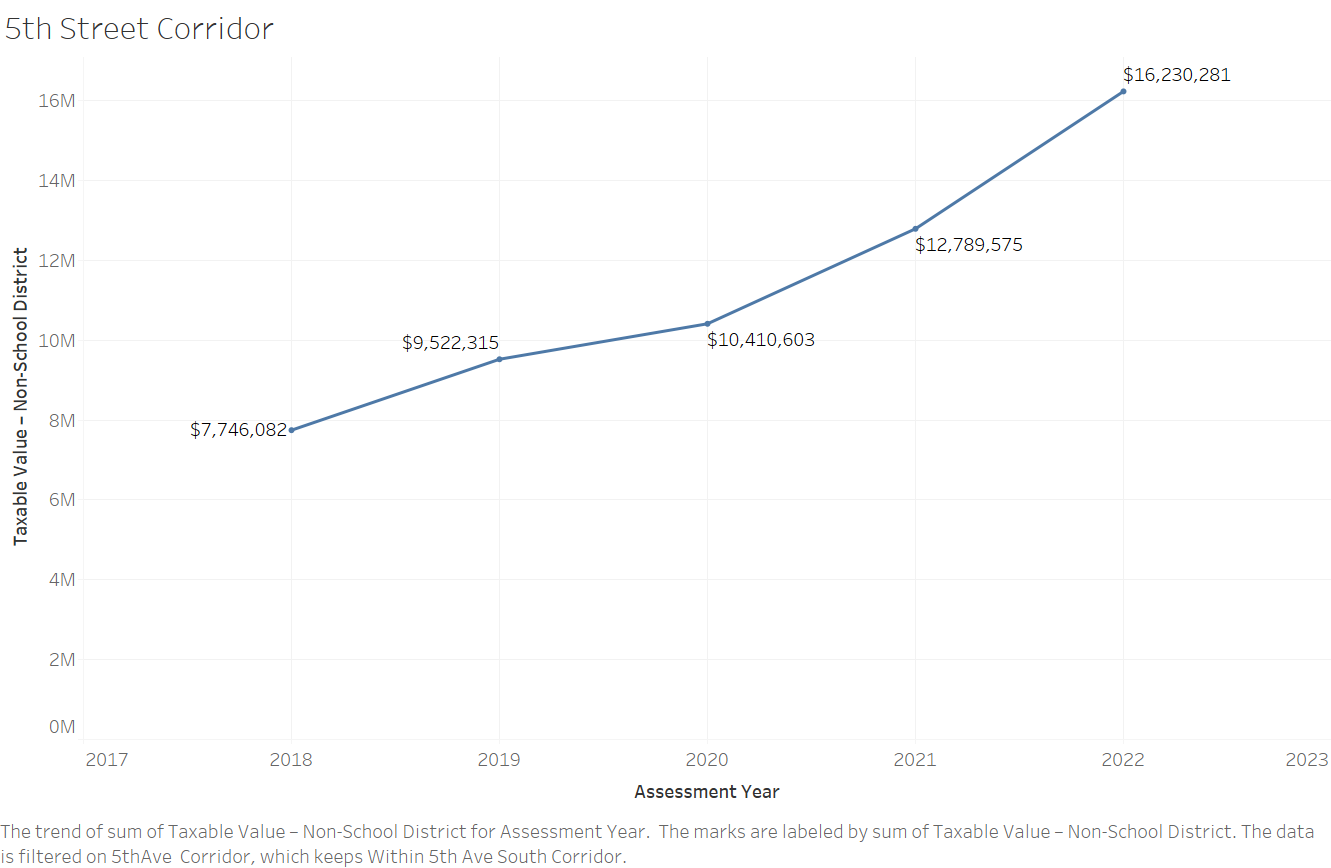 5th Street Corridor
$16,230,281
16M
14M
$12,789,575
12M
$9,522,315
10M
$10,410,603
8M
$7,746,082
6M
4M
2M
0M
Taxable Value – Non-School District
2017 2018 2019 2020 2021 2022 2023
Assessment Year
The trend of sum of Taxable Value – Non-School District for Assessment Year.  The marks are labeled by sum of Taxable Value – Non-School District. The data
is filtered on 5thAve  Corridor, which keeps Within 5th Ave South Corridor.